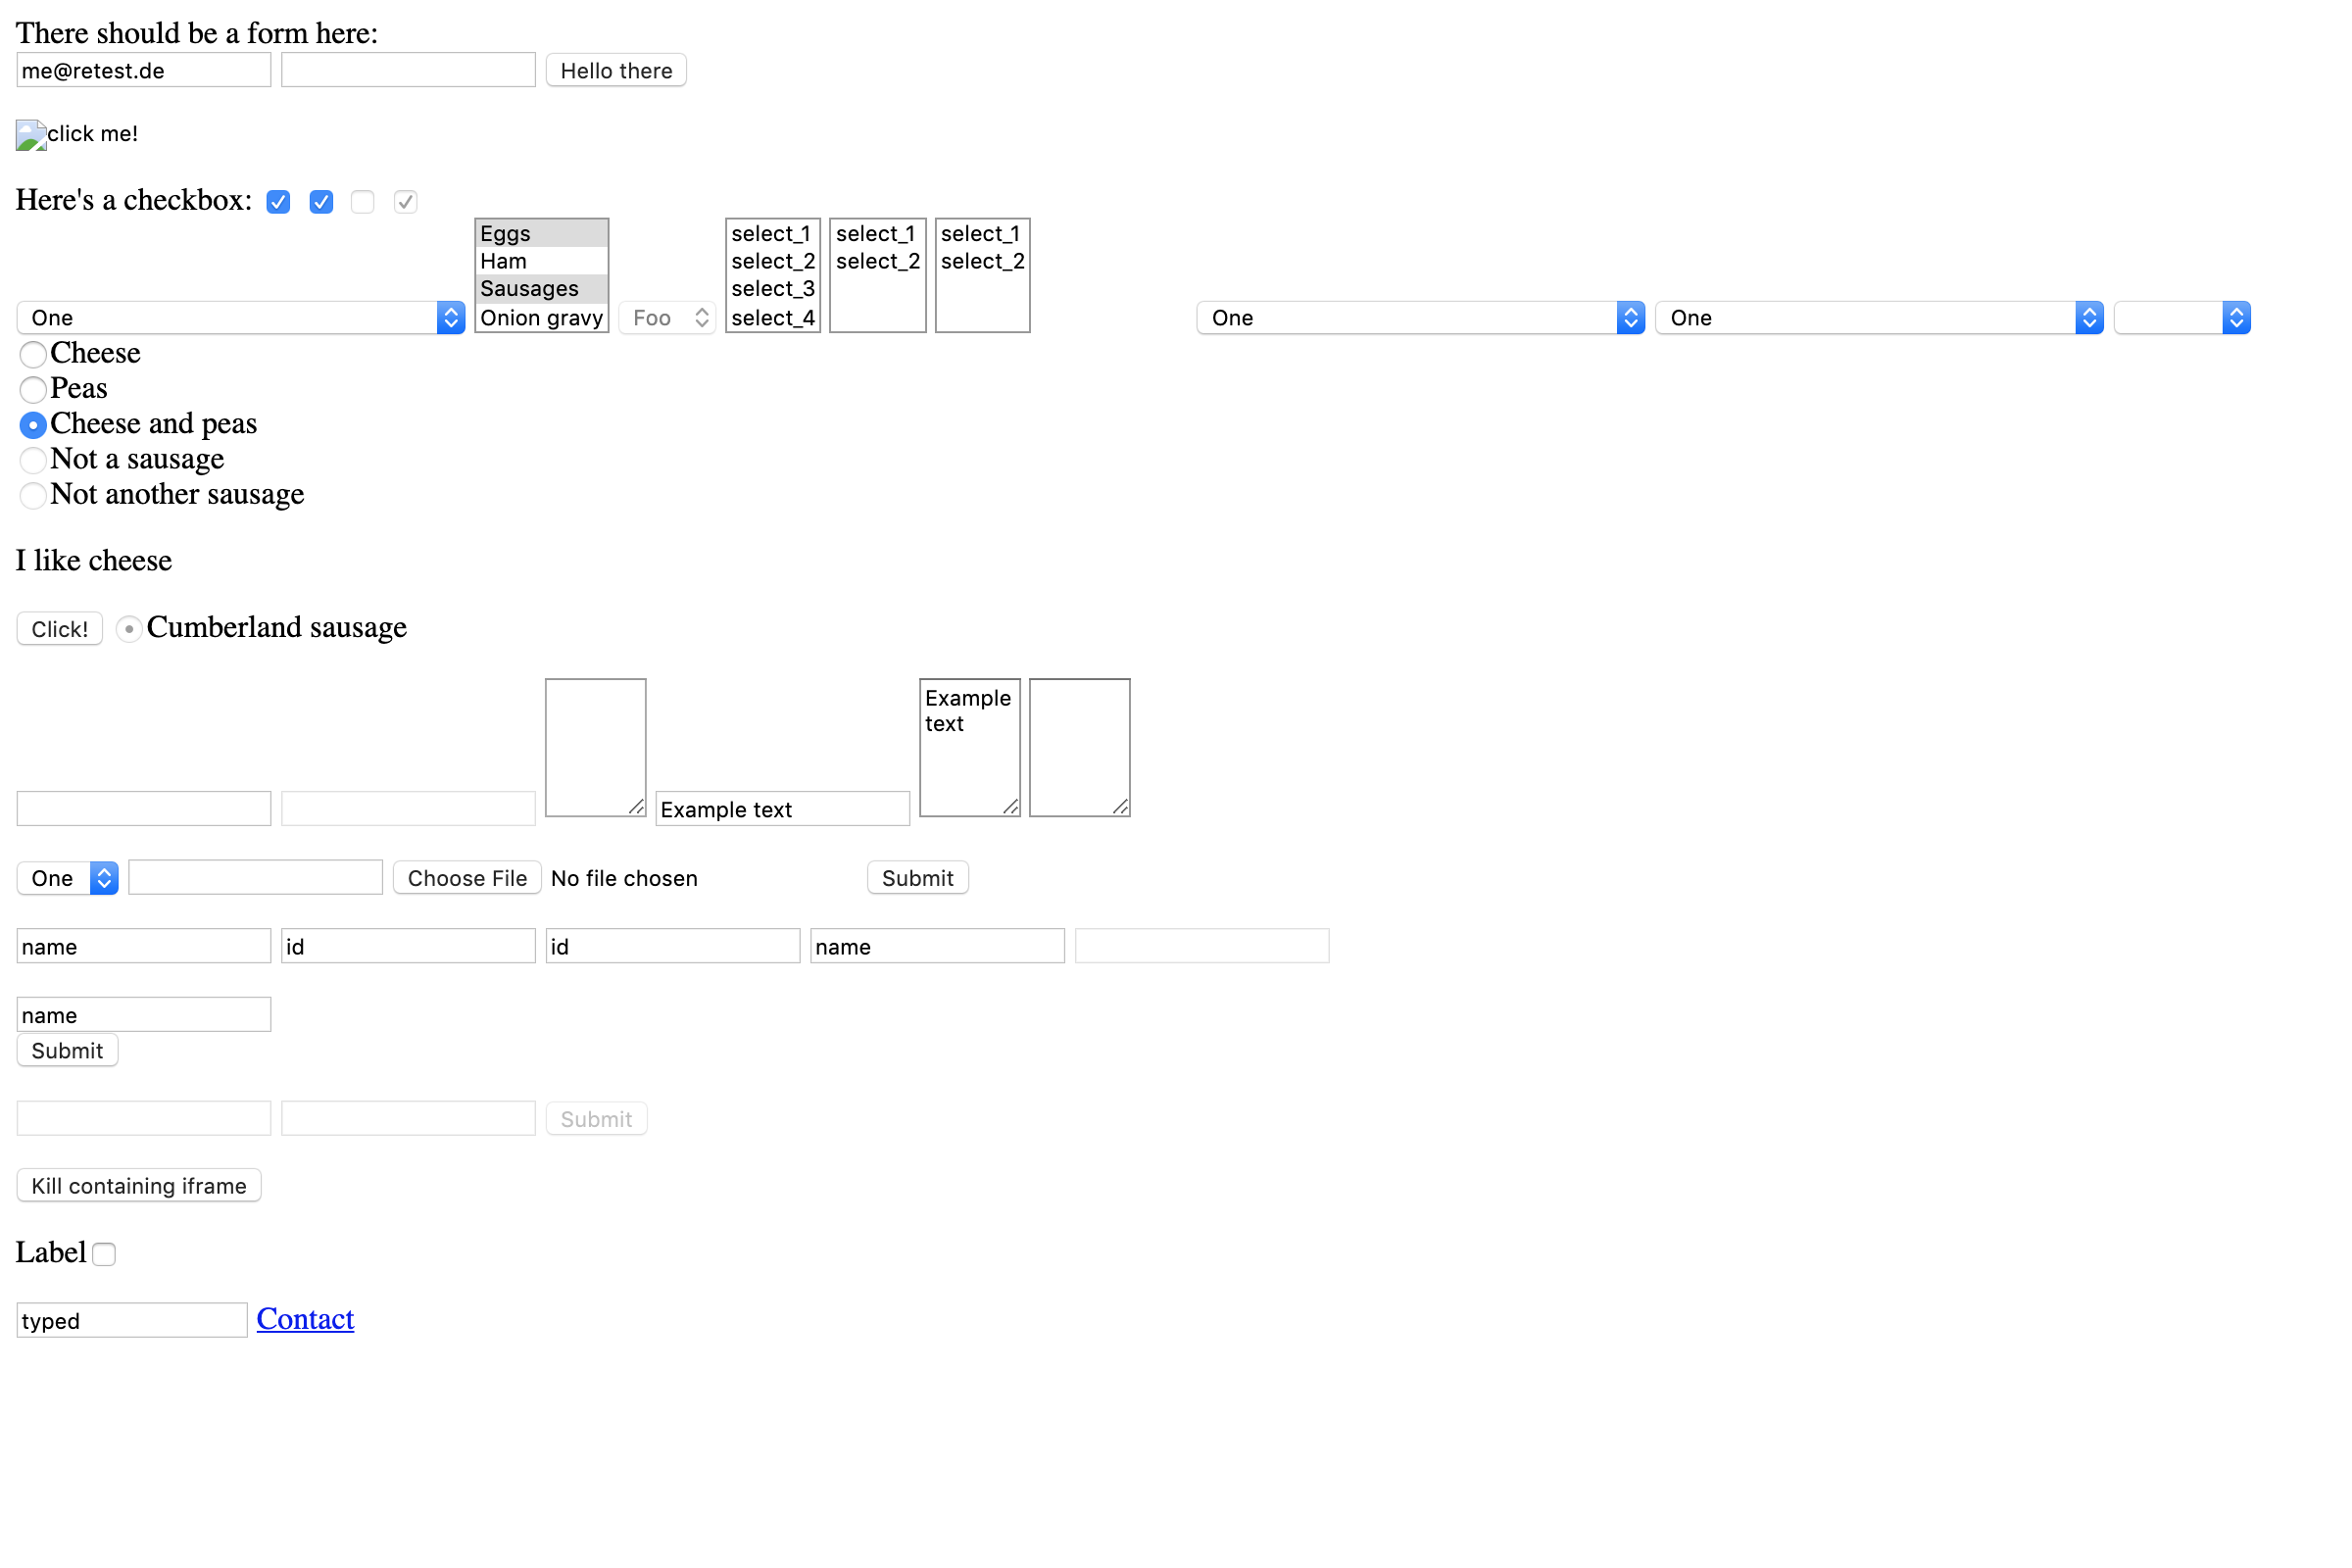 There should be a form here:
me@retest.de Hello there
click me!
Here's a checkbox:
Eggs select_1 select_1 select_1
Ham select_2 select_2 select_2
Sausages select_3
One Onion gravy Foo select_4 One One
Cheese
Peas
Cheese and peas
Not a sausage
Not another sausage
I like cheese
Click! Cumberland sausage
Example
text
Example text
One Choose File No file chosen Submit
name id id name
name
Submit
Submit
Kill containing iframe
Label
typed Contact